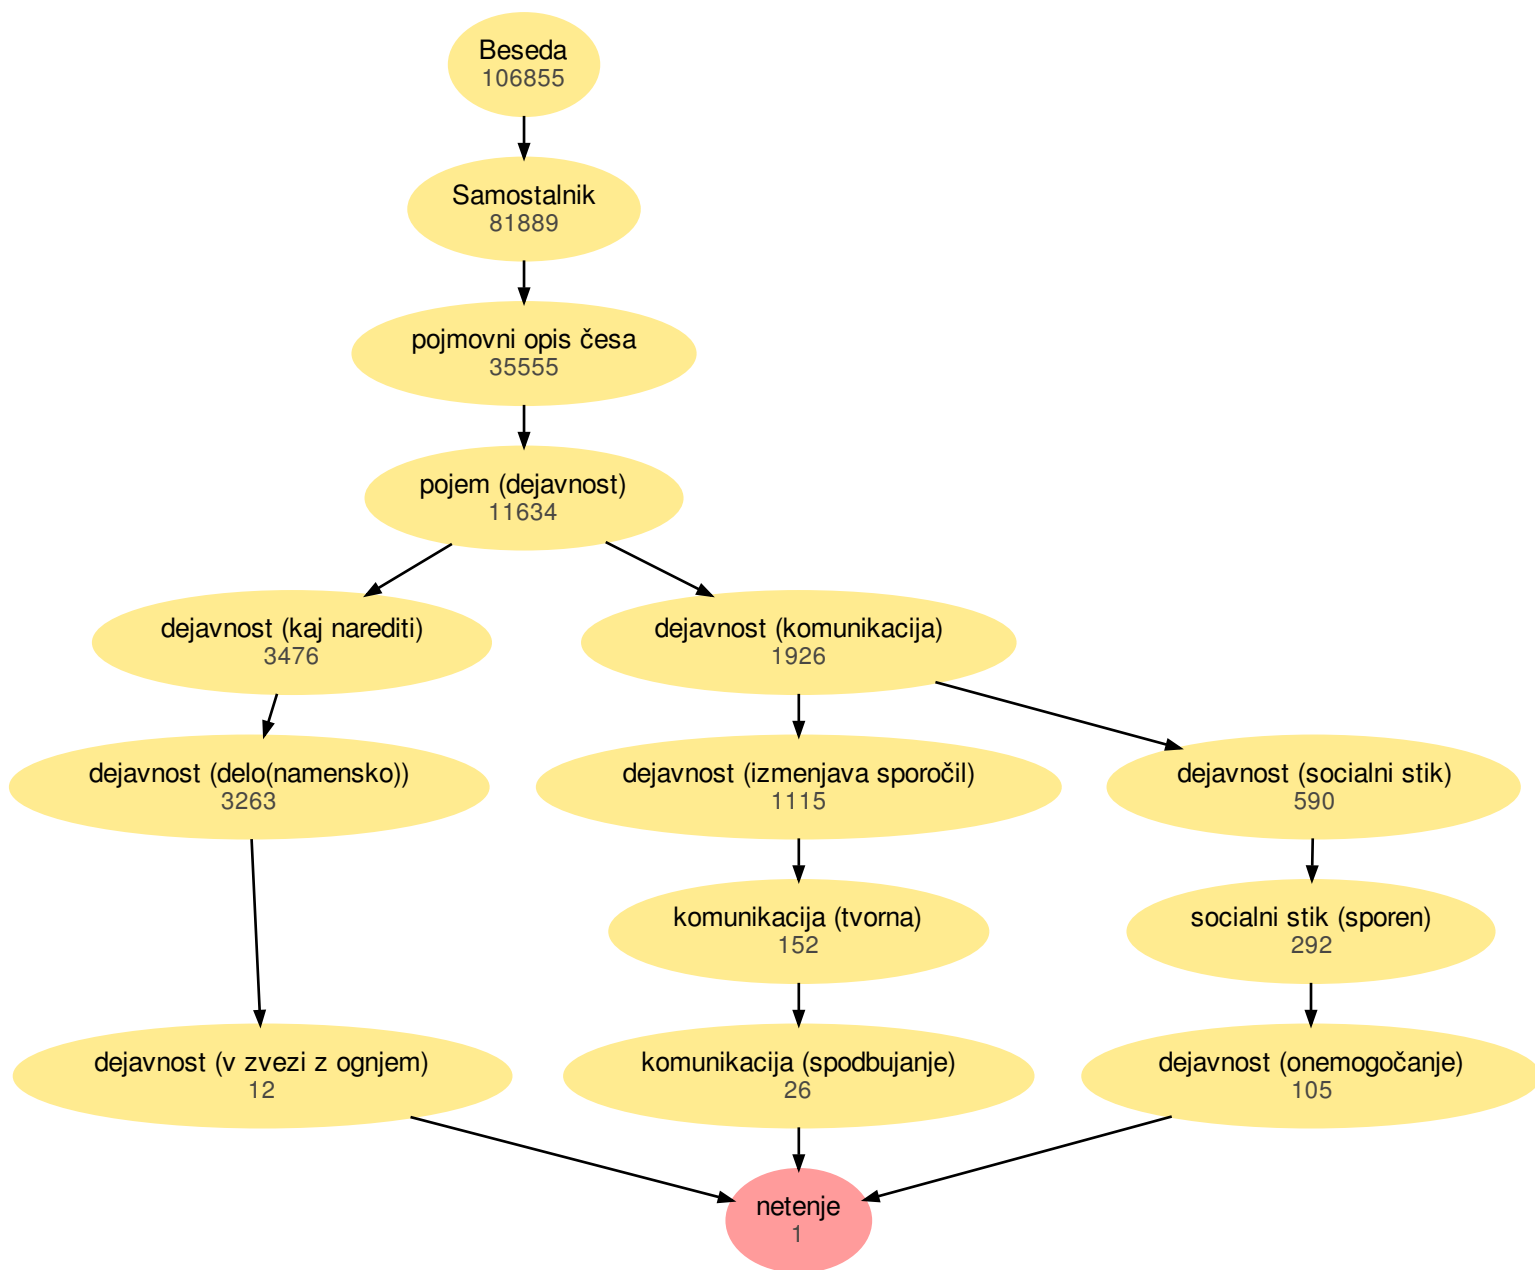 Beseda
106855
Samostalnik
81889
pojmovni opis česa
35555
pojem (dejavnost)
11634
dejavnost (kaj narediti)
3476
dejavnost (komunikacija)
1926
dejavnost (delo(namensko))
3263
dejavnost (izmenjava sporočil)
1115
dejavnost (socialni stik)
590
komunikacija (tvorna)
152
socialni stik (sporen)
292
dejavnost (v zvezi z ognjem)
12
komunikacija (spodbujanje)
26
dejavnost (onemogočanje)
105
netenje
1